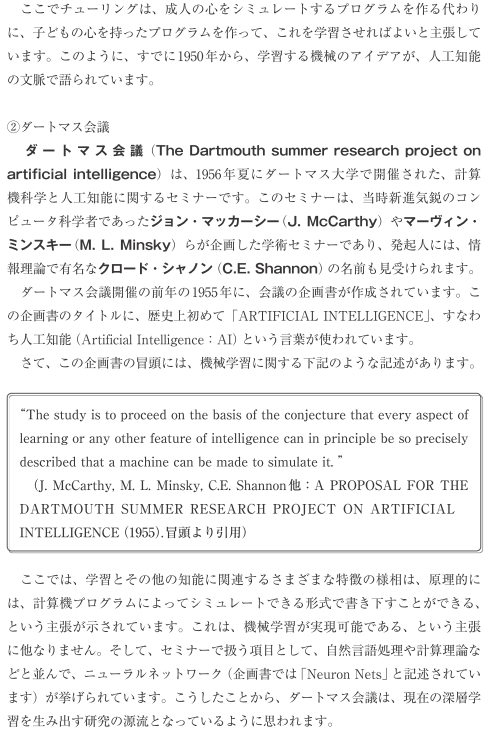 ここでチューリングは、成人の心をシミュレートするプログラムを作る代わり
に、子どもの心を持ったプログラムを作って、これを学習させればよいと主張して
います。このように、すでに1950年から、学習する機械のアイデアが、人工知能
の文脈で語られています。
②ダートマス会議
ダートマス会議（The Dartmouth summer research project on
artificial intelligence）は、1956年夏にダートマス大学で開催された、計算
機科学と人工知能に関するセミナーです。このセミナーは、当時新進気鋭のコン
ピュータ科学者であったジョン・マッカーシー（J. McCarthy）やマーヴィン・
ミンスキー（M. L. Minsky）らが企画した学術セミナーであり、発起人には、情
報理論で有名なクロード・シャノン（C.E. Shannon）の名前も見受けられます。
ダートマス会議開催の前年の1955年に、会議の企画書が作成されています。こ
の企画書のタイトルに、歴史上初めて「ARTIFICIAL INTELLIGENCE」、すなわ
ち人工知能（Artificial Intelligence：AI）という言葉が使われています。
さて、この企画書の冒頭には、機械学習に関する下記のような記述があります。
“The study is to proceed on the basis of the conjecture that every aspect of
learning or any other feature of intelligence can in principle be so precisely
described that a machine can be made to simulate it. ”
（J. McCarthy, M. L. Minsky, C.E. Shannon他：A PROPOSAL FOR THE
DARTMOUTH SUMMER RESEARCH PROJECT ON ARTIFICIAL
INTELLIGENCE (1955).冒頭より引用）
ここでは、学習とその他の知能に関連するさまざまな特徴の様相は、原理的に
は、計算機プログラムによってシミュレートできる形式で書き下すことができる、
という主張が示されています。これは、機械学習が実現可能である、という主張
に他なりません。そして、セミナーで扱う項目として、自然言語処理や計算理論な
どと並んで、ニューラルネットワーク（企画書では「Neuron Nets」と記述されてい
ます）が挙げられています。こうしたことから、ダートマス会議は、現在の深層学
習を生み出す研究の源流となっているように思われます。